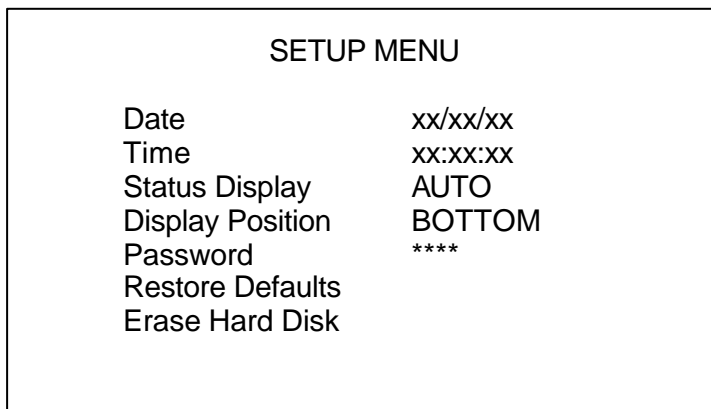 SETUP MENU
Date xx/xx/xx
Time xx:xx:xx
Status Display AUTO
Display Position BOTTOM
Password ****
Restore Defaults
Erase Hard Disk